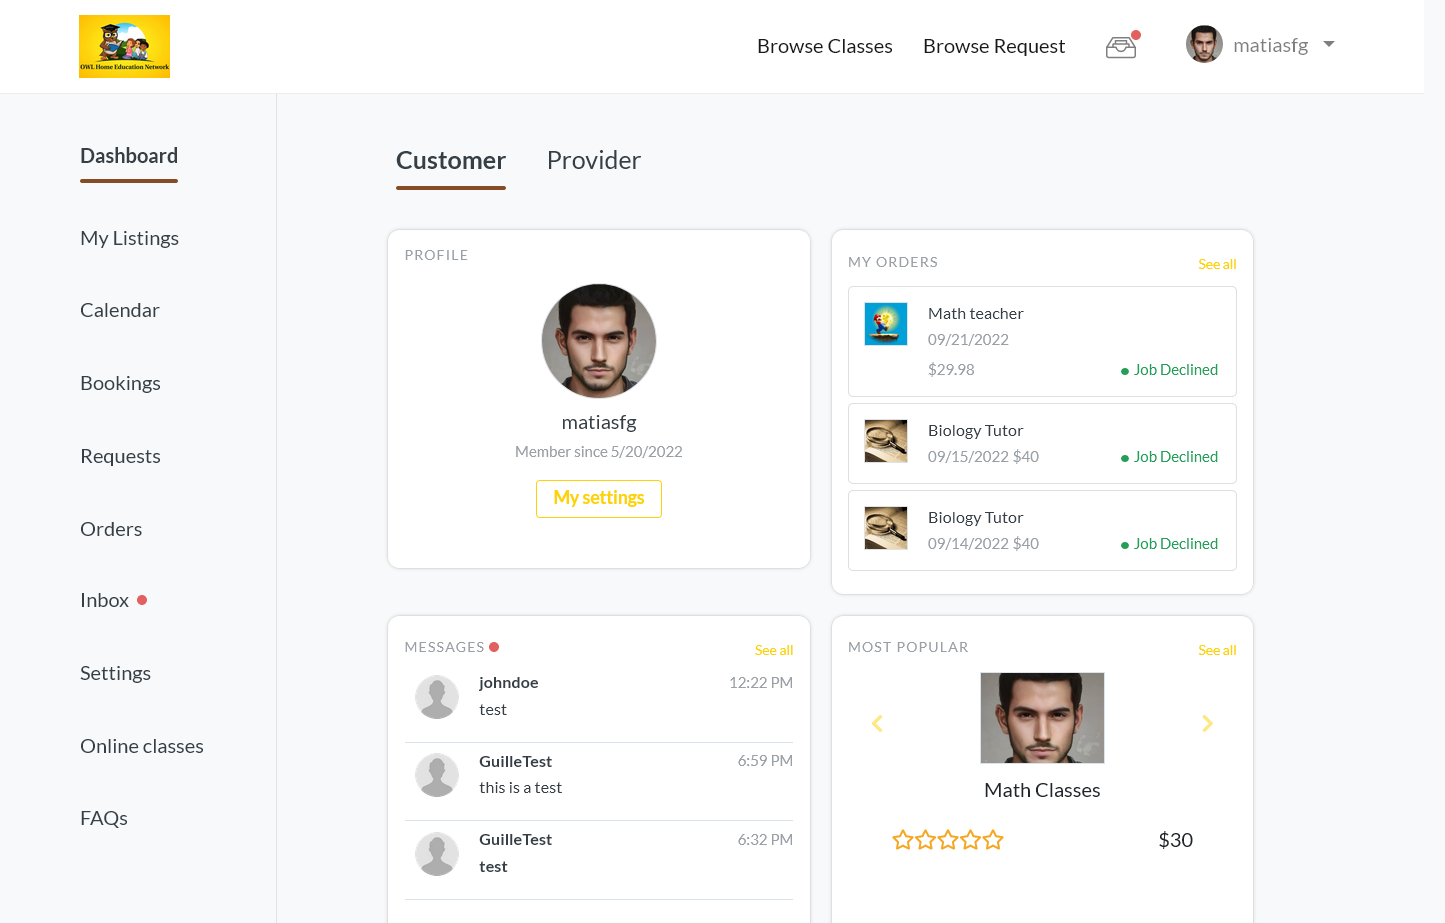 OWL Home Education Network
Browse Classes
Browse Request
matiasfg
Dashboard
My Listings
Calendar
Bookings
Requests
Orders
Inbox
Settings
Online classes
FAQs
Customer
Provider
PROFILE
matiasfg
Member since 5/20/2022
My settings
MY ORDERS
See all
Math teacher
09/21/2022
$29.98
Job Declined
Biology Tutor
09/15/2022 $40
Job Declined
Biology Tutor
09/14/2022 $40
Job Declined
MESSAGES
See all
johndoe
12:22 PM
test
GuilleTest
6:59 PM
this is a test
GuilleTest
6:32 PM
test
MOST POPULAR
See all
Math Classes
$30